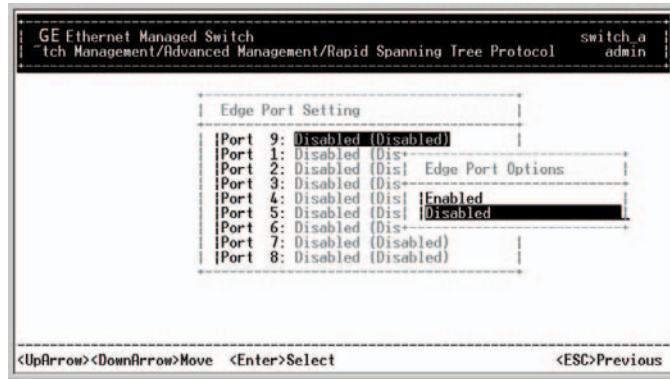 GE Ethernet Managed Switch switch_a
~tch Management/Advanced Management/Rapid Spanning Tree Protocol admin
Edge Port Setting
Port 9: Disabled (Disabled)
Port 1: Disabled (Dis
Port 2: Disabled (Dis Edge Port Options
Port 3: Disabled (Dis
Port 4: Disabled (Dis Enabled
Port 5: Disabled (Dis Disabled
Port 6: Disabled (Dis
Port 7: Disabled (Disabled)
Port 8: Disabled (Disabled)
<UpArrow><DownArrow>Move <Enter>Select <ESC>Previous